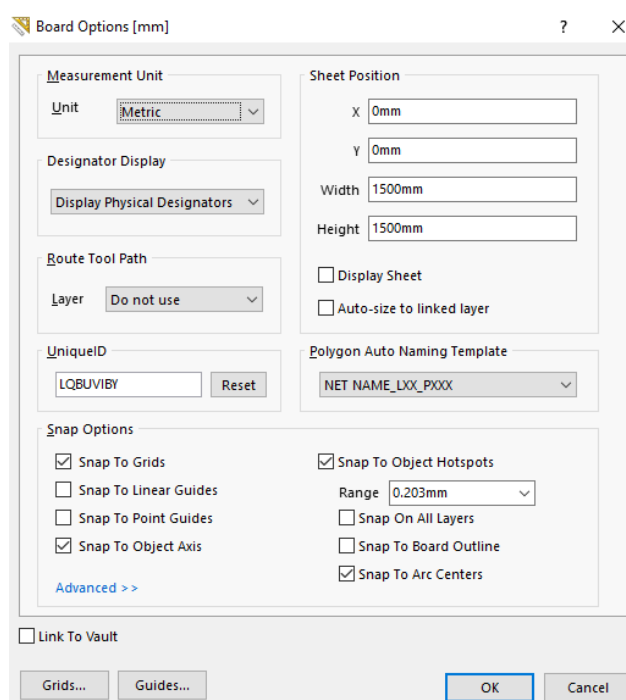 Board Options [mm]
?
Measurement Unit
Unit
Metric
Designator Display
Display Physical Designators
Route Tool Path
Layer
Do not use
UniqueID
LQBUVIBY
Reset
Sheet Position
X
0mm
Y
0mm
Width
1500mm
Height
1500mm
Display Sheet
Auto-size to linked layer
Polygon Auto Naming Template
NET NAME_LXX_PXXX
Snap Options
Snap To Grids
Snap To Linear Guides
Snap To Point Guides
Snap To Object Axis
Advanced >>
Snap To Object Hotspots
Range
0.203mm
Snap On All Layers
Snap To Board Outline
Snap To Arc Centers
Link To Vault
Grids...
Guides...
OK
Cancel